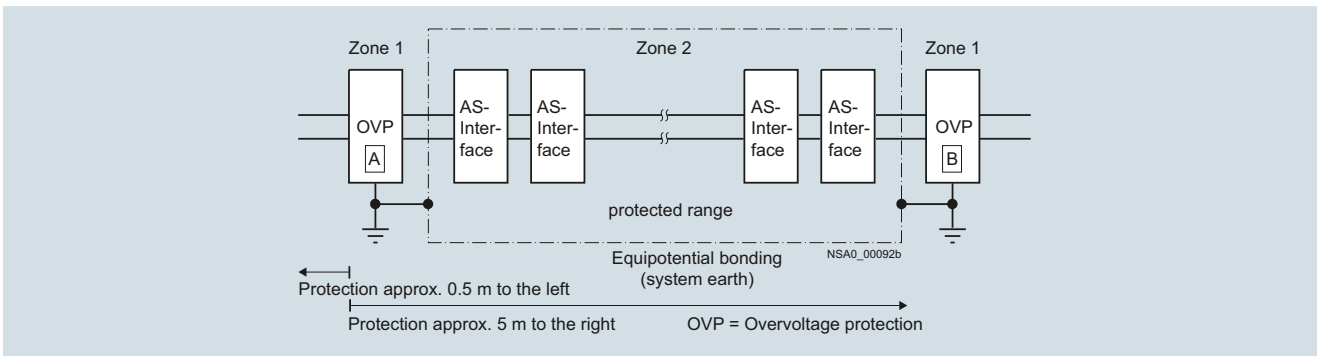 Zone 1
Zone 2
Zone 1
OVP
A
AS-
Inter-
face
AS-
Inter-
face
AS-
Inter-
face
AS-
Inter-
face
OVP
B
protected range
Equipotential bonding
(system earth)
NSA0_00092b
Protection approx. 0.5 m to the left
Protection approx. 5 m to the right
OVP = Overvoltage protection